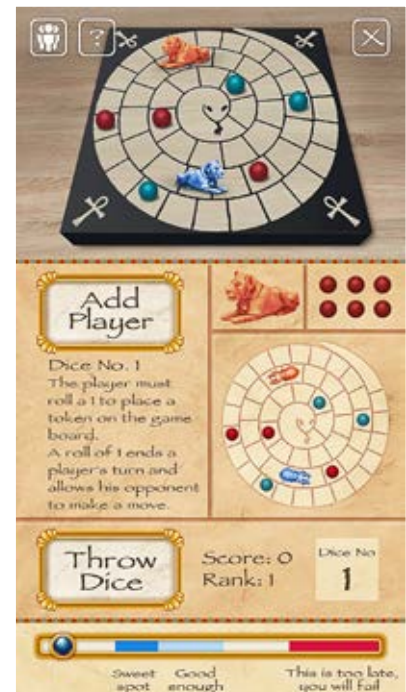 ?
Add
Player
Dice No. 1
The player must
roll a 1 to place a
token on the game
board.
A roll of 1 ends a
player's turn and
allows his opponent
to make a move.
Throw
Dice
Score: 0
Rank: 1
Dice No
1
Sweet
spot
Good
enough
This is too late,
you will fail